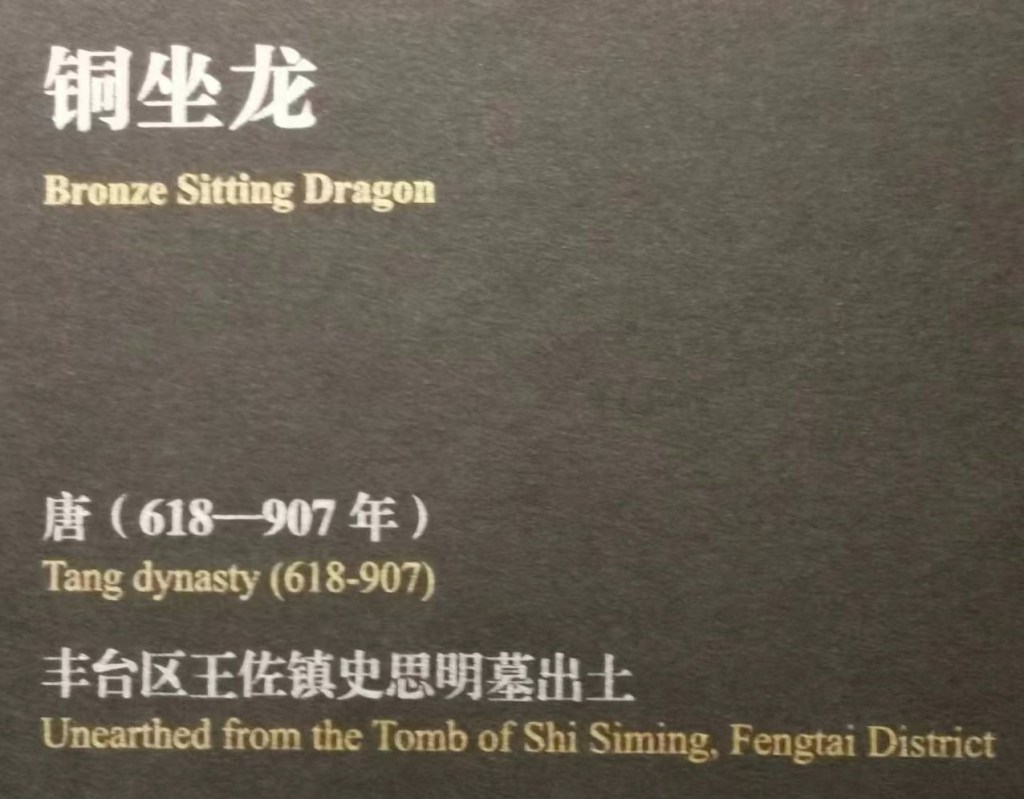 铜坐龙
Bronze Sitting Dragon
唐（618—907 年）
Tang dynasty (618-907)
丰台区王佐镇史思明墓出土
Unearthed from the Tomb of Shi Siming, Fengtai District